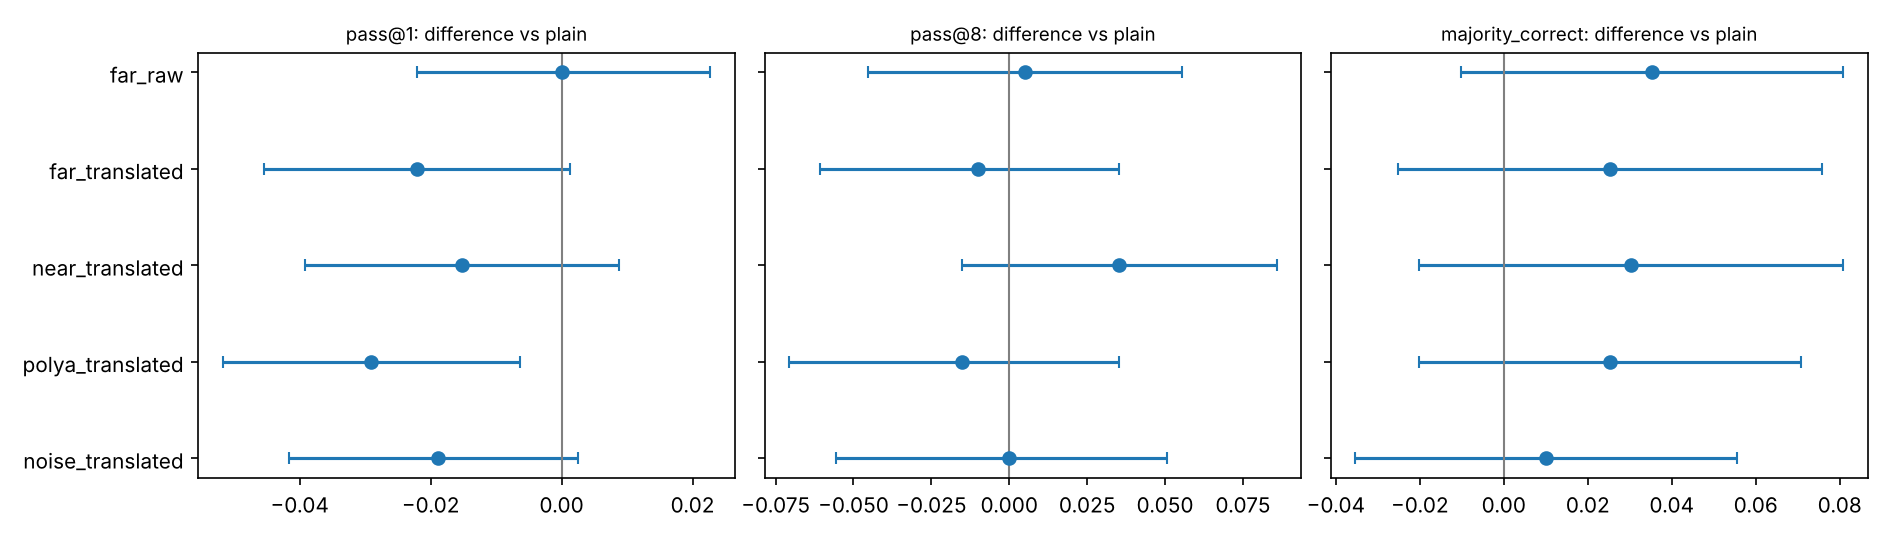 pass@1: difference vs plain
pass@8: difference vs plain
majority_correct: difference vs plain
far_raw
far_translated
near_translated
polya_translated
noise_translated
−0.04 −0.02 0.00 0.02
−0.075 −0.050 −0.025 0.000 0.025 0.050 0.075
−0.04 −0.02 0.00 0.02 0.04 0.06 0.08